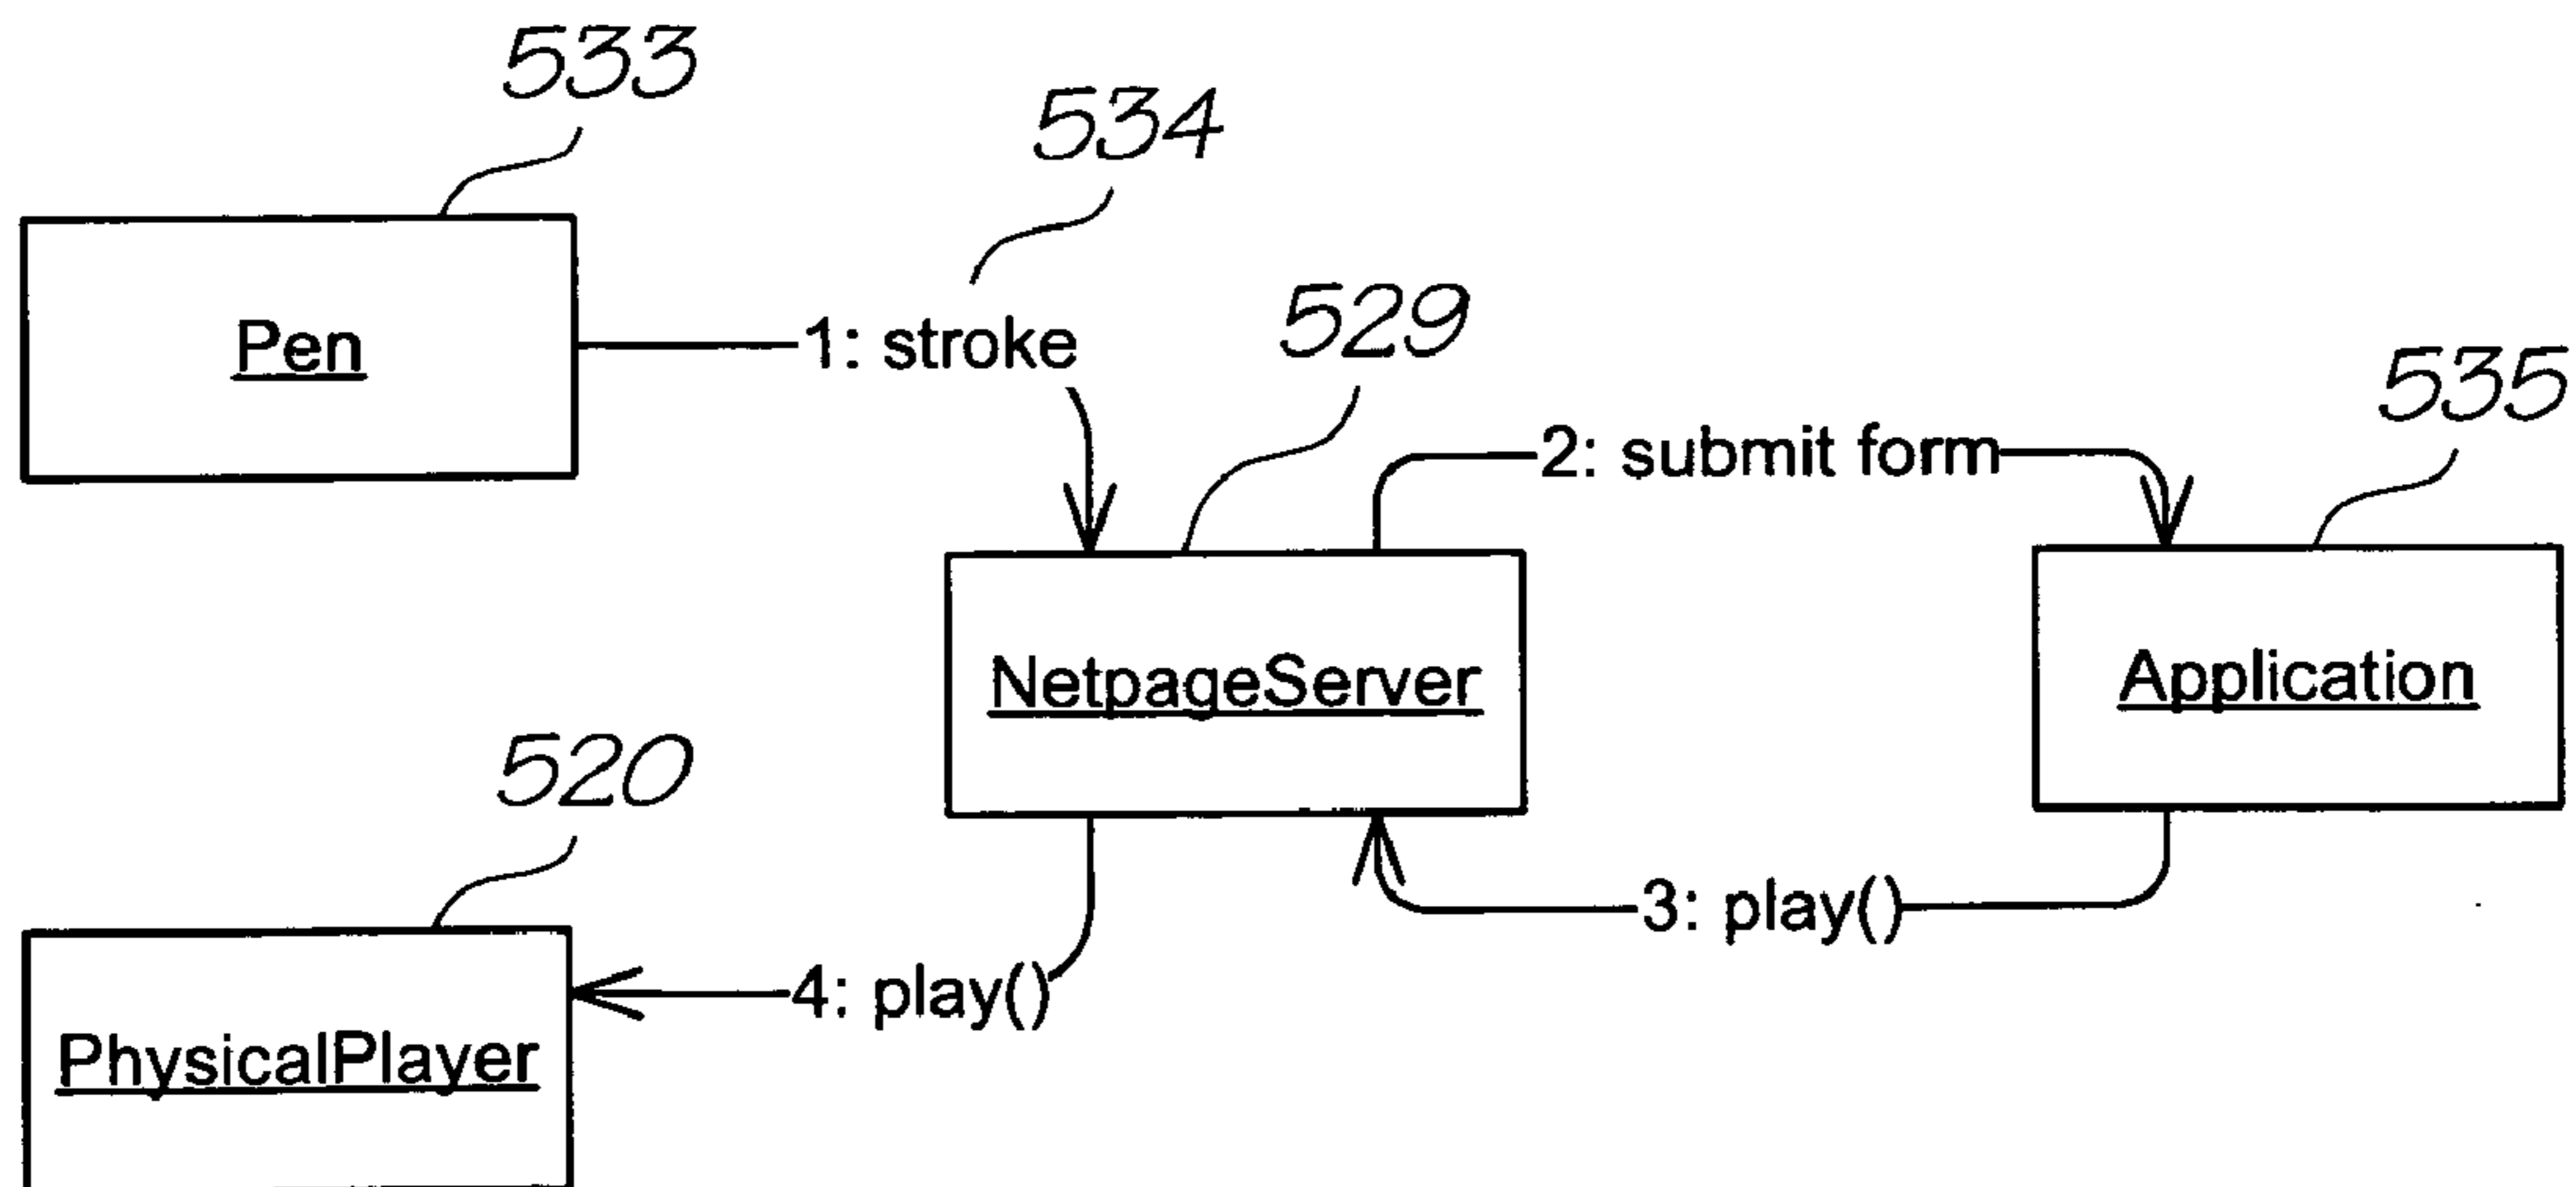 533
534
Pen
1: stroke
529
535
2: submit form
NetpageServer
Application
520
3: play()
4: play()
PhysicalPlayer